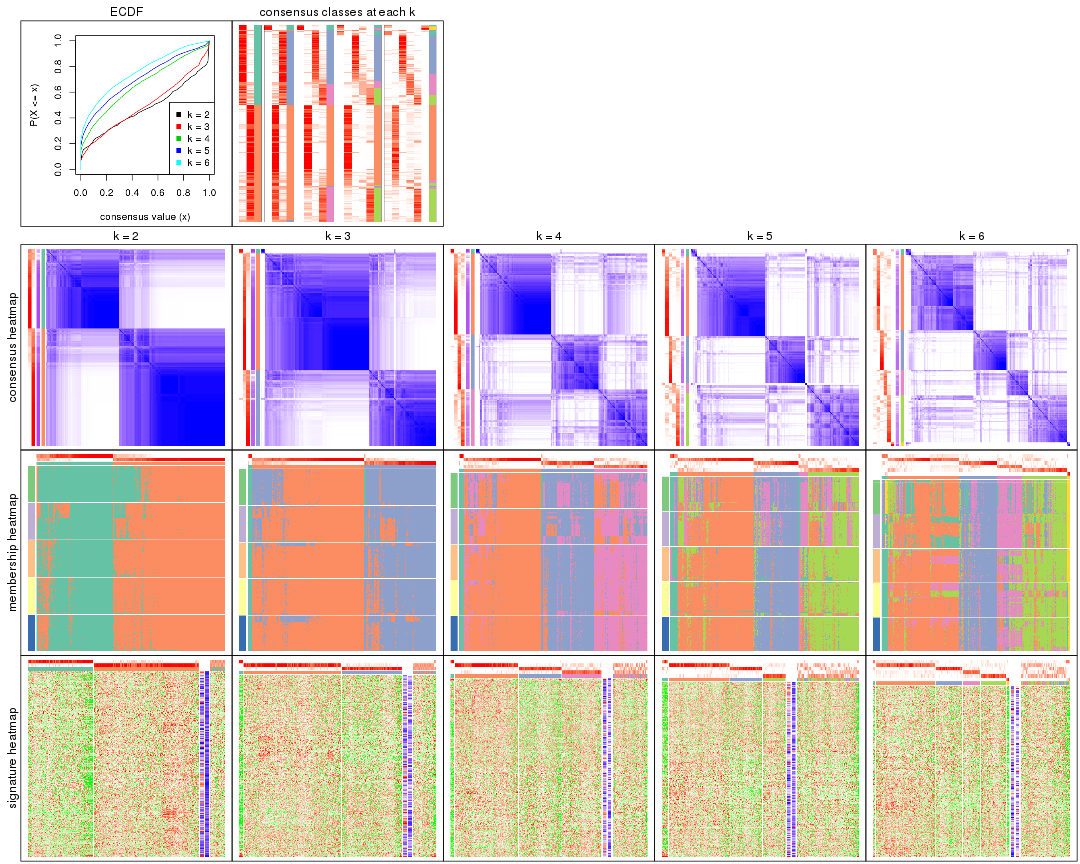 ECDF
consensus classes at each k
P(X <= x)
0.0 0.2 0.4 0.6 0.8 1.0
k = 2
k = 3
k = 4
k = 5
k = 6
0.0 0.2 0.4 0.6 0.8 1.0
consensus value (x)
k = 2 k = 3 k = 4 k = 5 k = 6
consensus heatmap
membership heatmap
signature heatmap